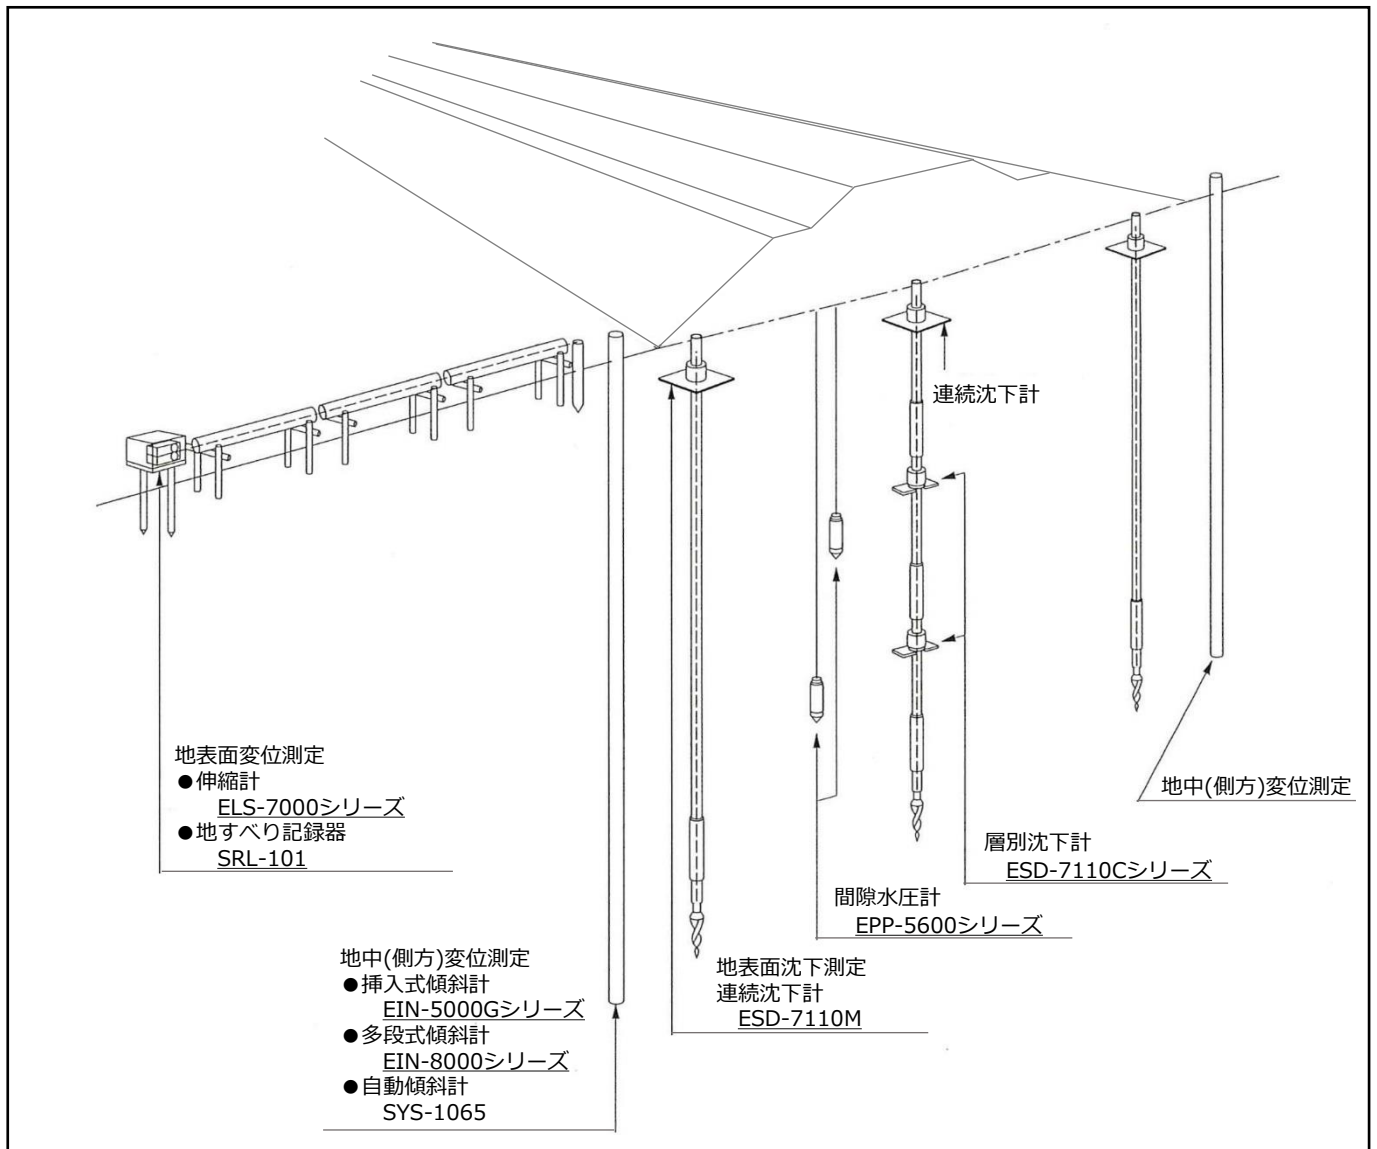 連続沈下計
地表面変位測定
●伸縮計
ELS-7000シリーズ
●地すべり記録器
SRL-101
地中(側方)変位測定
層別沈下計
ESD-7110Cシリーズ
間隙水圧計
EPP-5600シリーズ
地中(側方)変位測定
●挿入式傾斜計
EIN-5000Gシリーズ
●多段式傾斜計
EIN-8000シリーズ
●自動傾斜計
SYS-1065
地表面沈下測定
連続沈下計
ESD-7110M